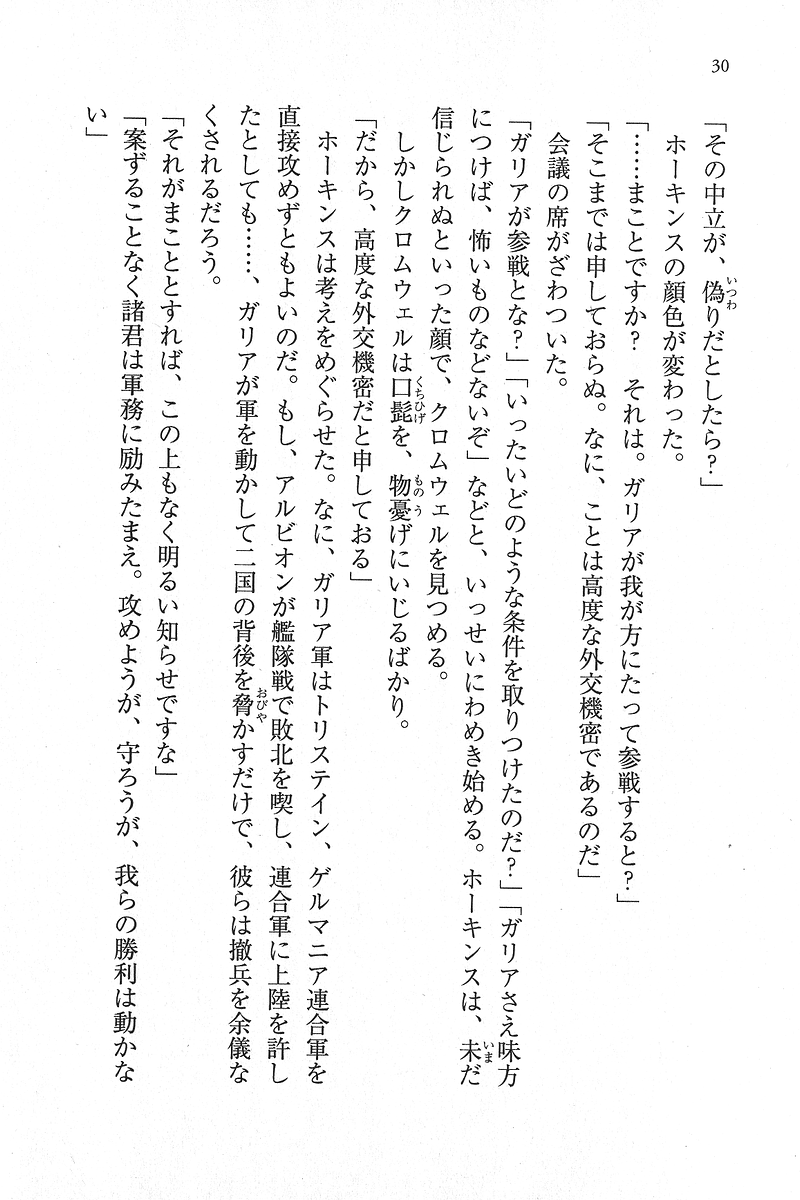 30
「その中立が、偽りだとしたら？」
ホーキンスの顔色が変わった。
「……まことですか？　それは。ガリアが我が方にたって参戦すると？」
「そこまでは申しておらぬ。なに、ことは高度な外交機密であるのだ」
会議の席がざわついた。
「ガリアが参戦とな？」「いったいどのような条件を取りつけたのだ？」「ガリアさえ味方
につけば、怖いものなどないぞ」などと、いっせいにわめき始める。ホーキンスは、未だ
信じられぬといった顔で、クロムウェルを見つめる。
しかしクロムウェルは口髭を、物憂げにいじるばかり。
「だから、高度な外交機密だと申しておる」
ホーキンスは考えをめぐらせた。なに、ガリア軍はトリステイン、ゲルマニア連合軍を
直接攻めずともよいのだ。もし、アルビオンが艦隊戦で敗北を喫し、連合軍に上陸を許し
たとしても……、ガリアが軍を動かして二国の背後を脅かすだけで、彼らは撤兵を余儀な
くされるだろう。
「それがまこととすれば、この上もなく明るい知らせですな」
「案ずることなく諸君は軍務に励みたまえ。攻めようが、守ろうが、我らの勝利は動かな
い」
いつわ
くちひげ
ものう
いま
おびや